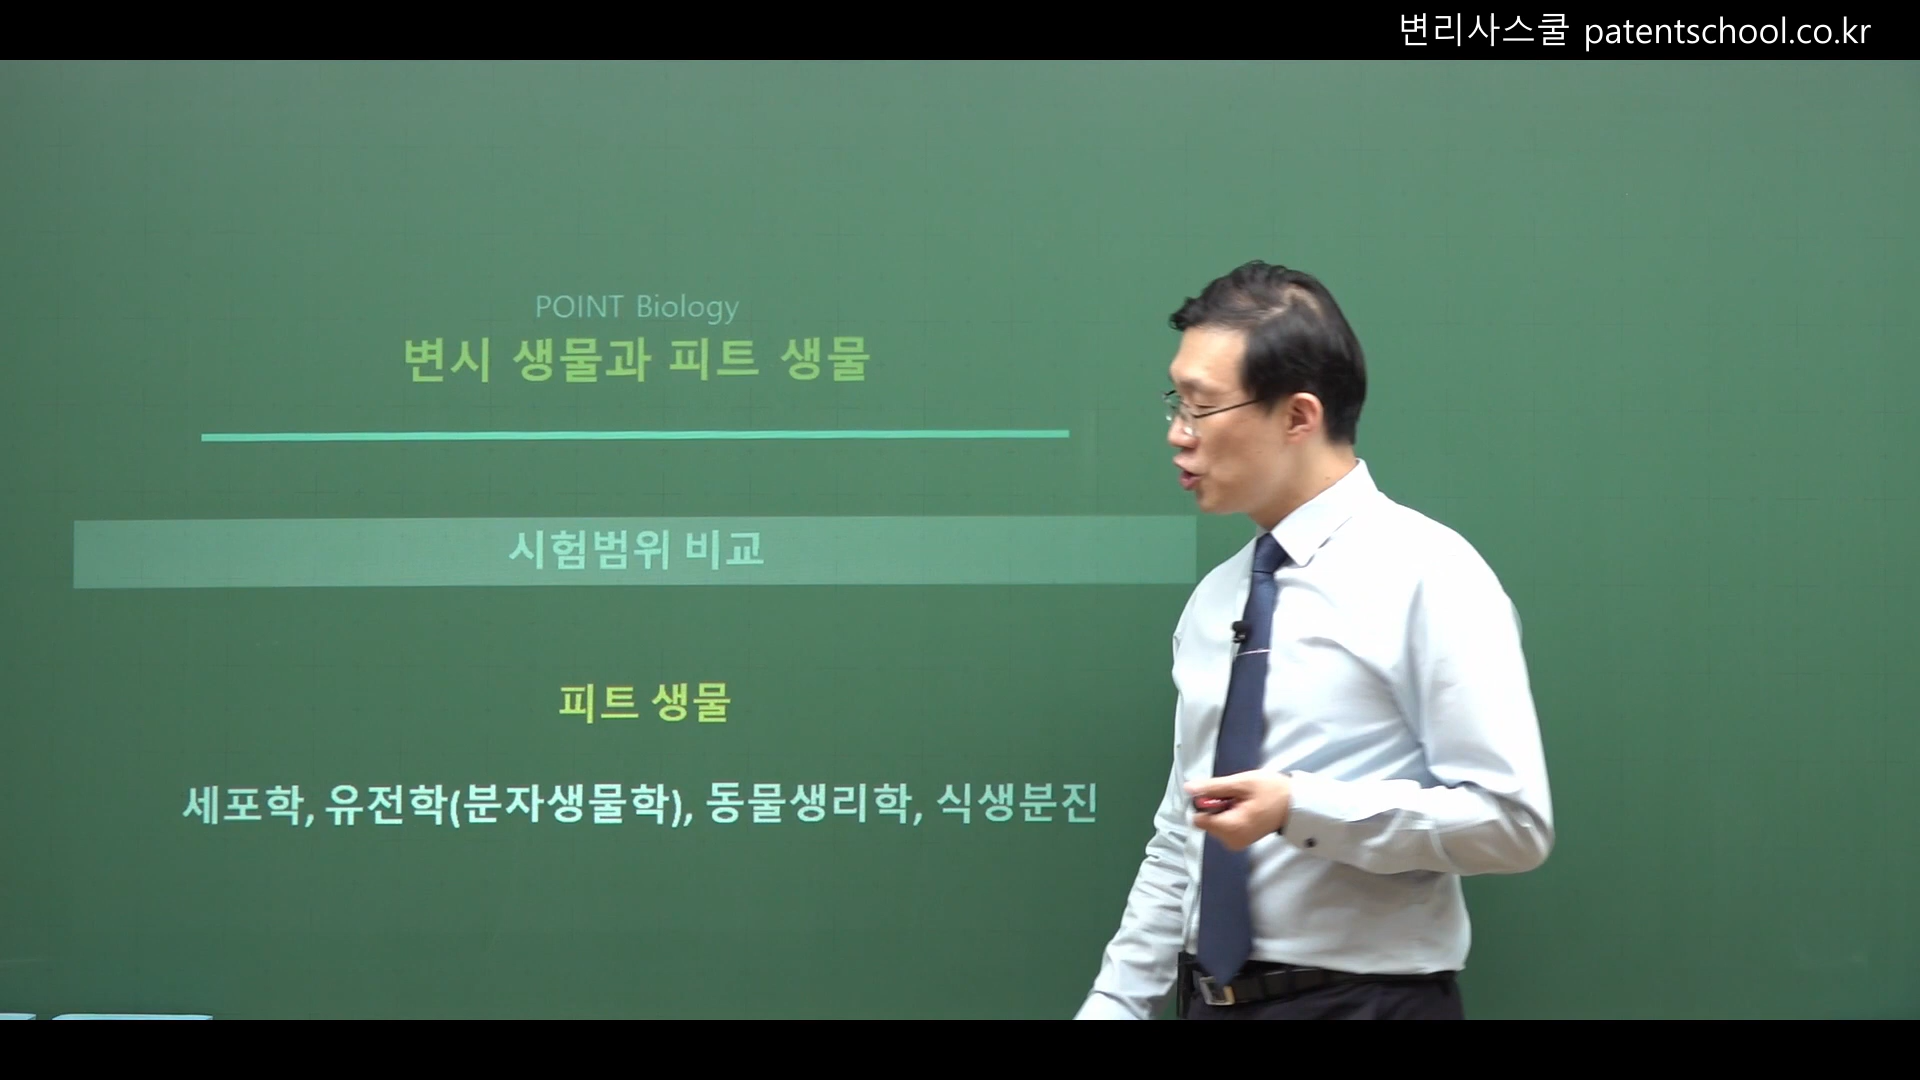 변리사스쿨 patentschool.co.kr
POINT Biology
변시 생물과 피트 생물
시험범위 비교
피트 생물
세포학, 유전학(분자생물학), 동물생리학, 식생분진